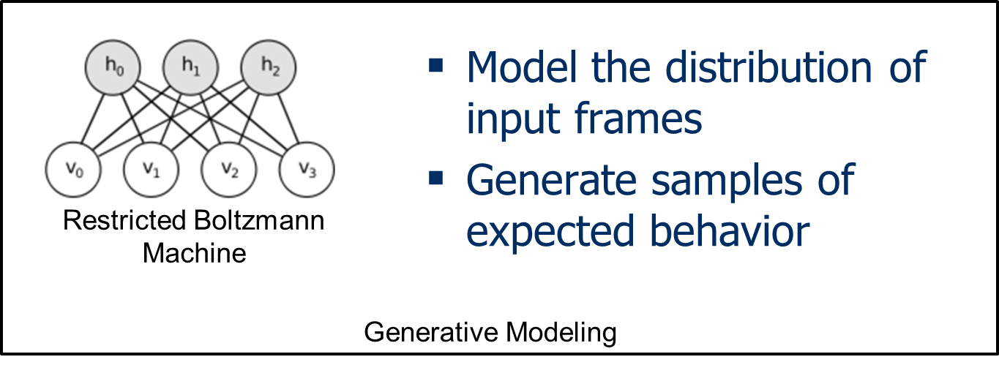 h0 h1 h2
v0 v1 v2 v3
Restricted Boltzmann
Machine
▪ Model the distribution of
input frames
▪ Generate samples of
expected behavior
Generative Modeling